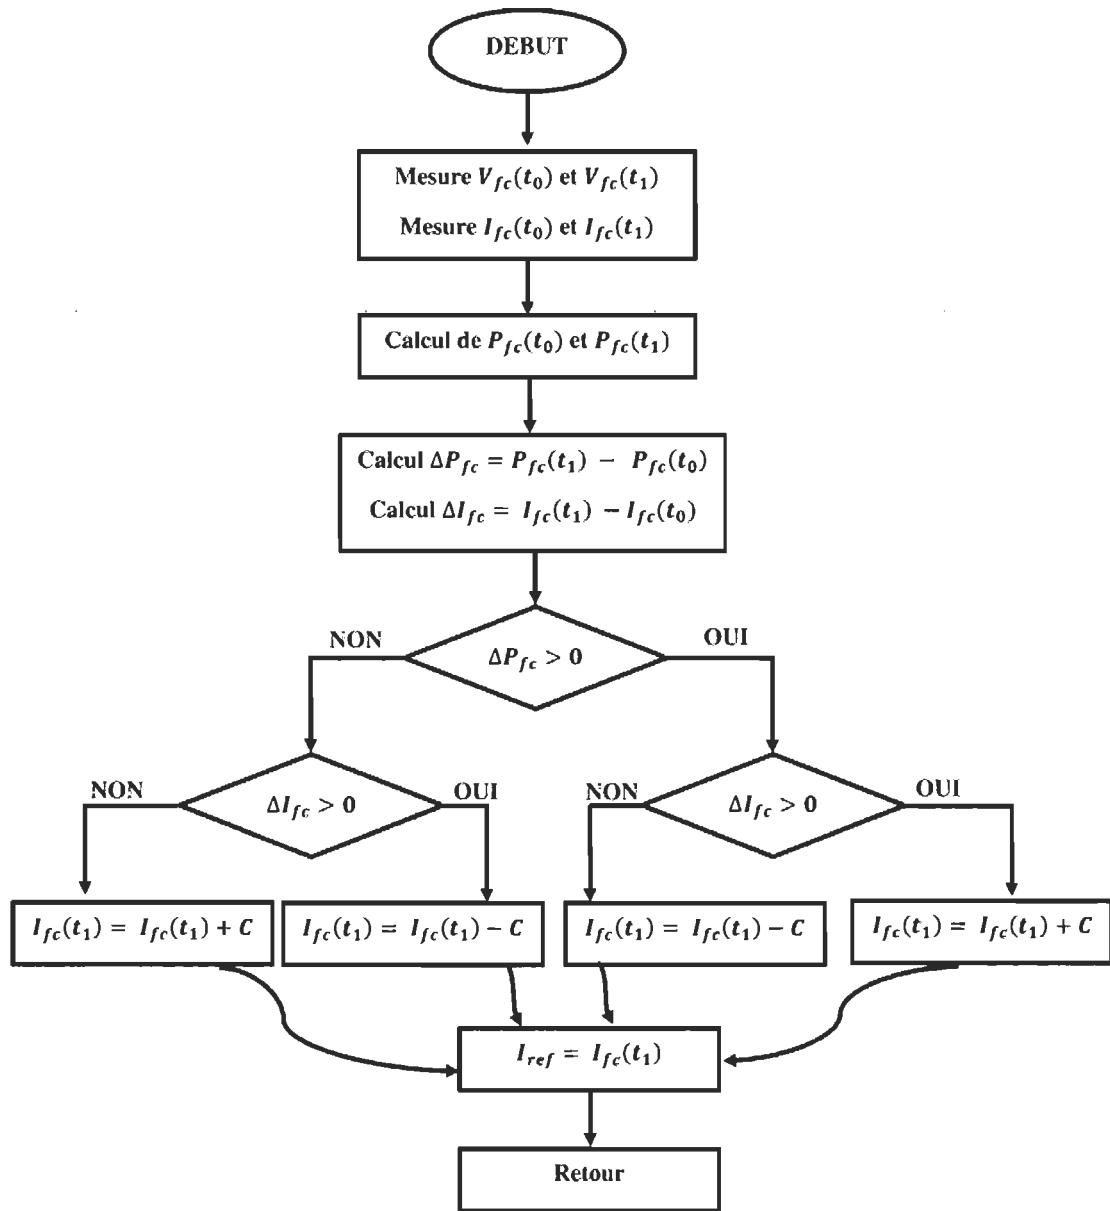 DEBUT
Mesure V_fc(t_0) et V_fc(t_1)
Mesure I_fc(t_0) et I_fc(t_1)
Calcul de P_fc(t_0) et P_fc(t_1)
Calcul ΔP_fc = P_fc(t_1) − P_fc(t_0)
Calcul ΔI_fc = I_fc(t_1) − I_fc(t_0)
NON
ΔP_fc > 0
OUI
NON
ΔI_fc > 0
OUI
NON
ΔI_fc > 0
OUI
I_fc(t_1) = I_fc(t_1) + C
I_fc(t_1) = I_fc(t_1) − C
I_fc(t_1) = I_fc(t_1) − C
I_fc(t_1) = I_fc(t_1) + C
I_ref = I_fc(t_1)
Retour